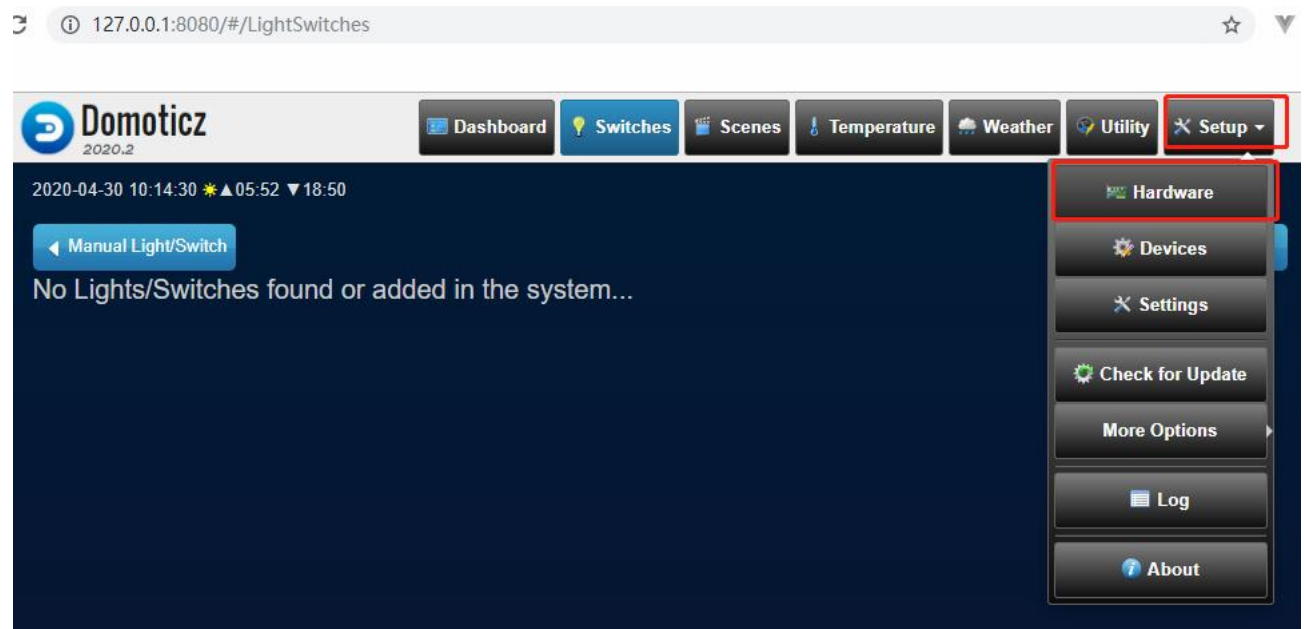 127.0.0.1:8080/#/LightSwitches
Domoticz
2020.2
Dashboard Switches Scenes Temperature Weather Utility Setup
2020-04-30 10:14:30 ☀▲05:52 ▼18:50
Manual Light/Switch
No Lights/Switches found or added in the system...
Hardware
Devices
Settings
Check for Update
More Options
Log
About